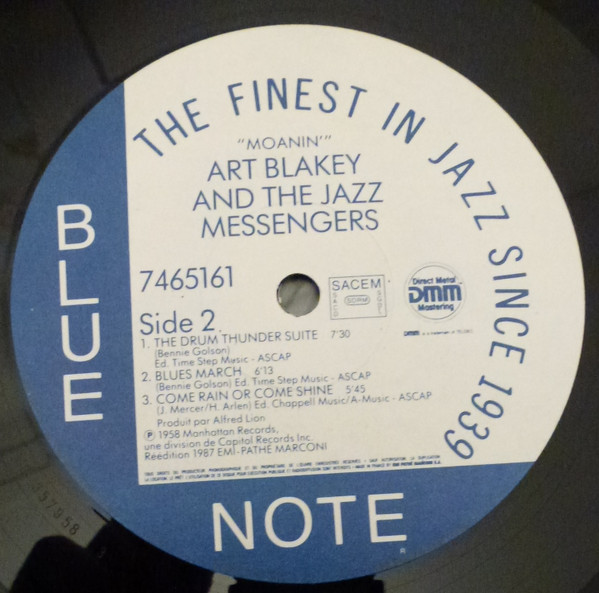 THE FINEST IN JAZZ SINCE 1939
"MOANIN'"
ART BLAKEY
AND THE JAZZ
MESSENGERS
BLUE
7465161
SACEM
SDRM
Direct Metal
DMM
Mastering
Side 2
1. THE DRUM THUNDER SUITE 7'30
(Bennie Golson)
Ed. Time Step Music - ASCAP
2. BLUES MARCH 6'13
(Bennie Golson) Ed. Time Step Music - ASCAP
3. COME RAIN OR COME SHINE 5'45
(J. Mercer/H. Arlen) Ed. Chappell Music/A-Music - ASCAP
Produit par Alfred Lion
℗ 1958 Manhattan Records,
une division de Capitol Records Inc.
Réédition 1987 EMI-PATHE MARCONI
NOTE
®